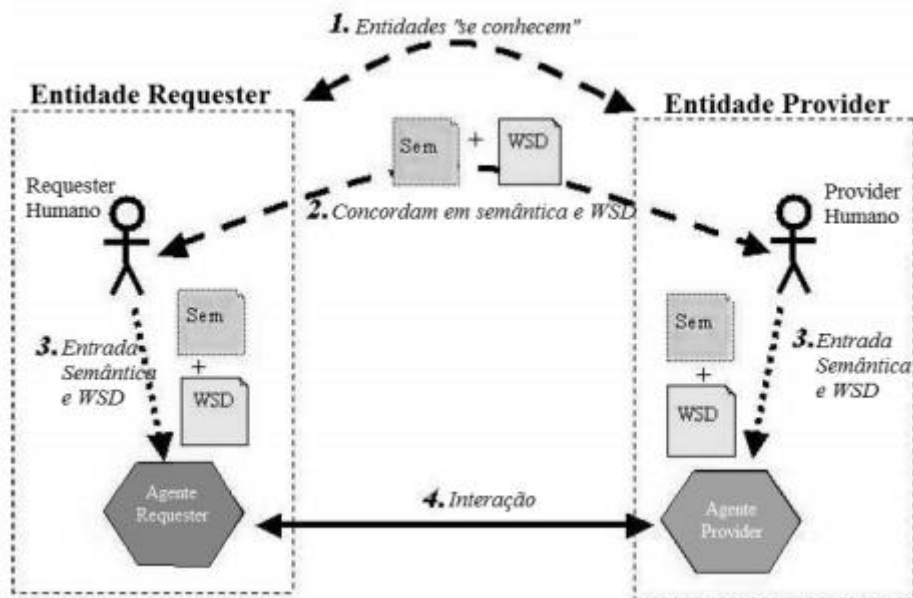 1. Entidades "se conhecem"
Entidade Requester
Entidade Provider
Sem
+
WSD
Requester
Humano
Provider
Humano
2. Concordam em semântica e WSD
Sem
+
WSD
3. Entrada
Semântica
e WSD
Sem
+
WSD
3. Entrada
Semântica
e WSD
Agente
Requester
4. Interação
Agente
Provider